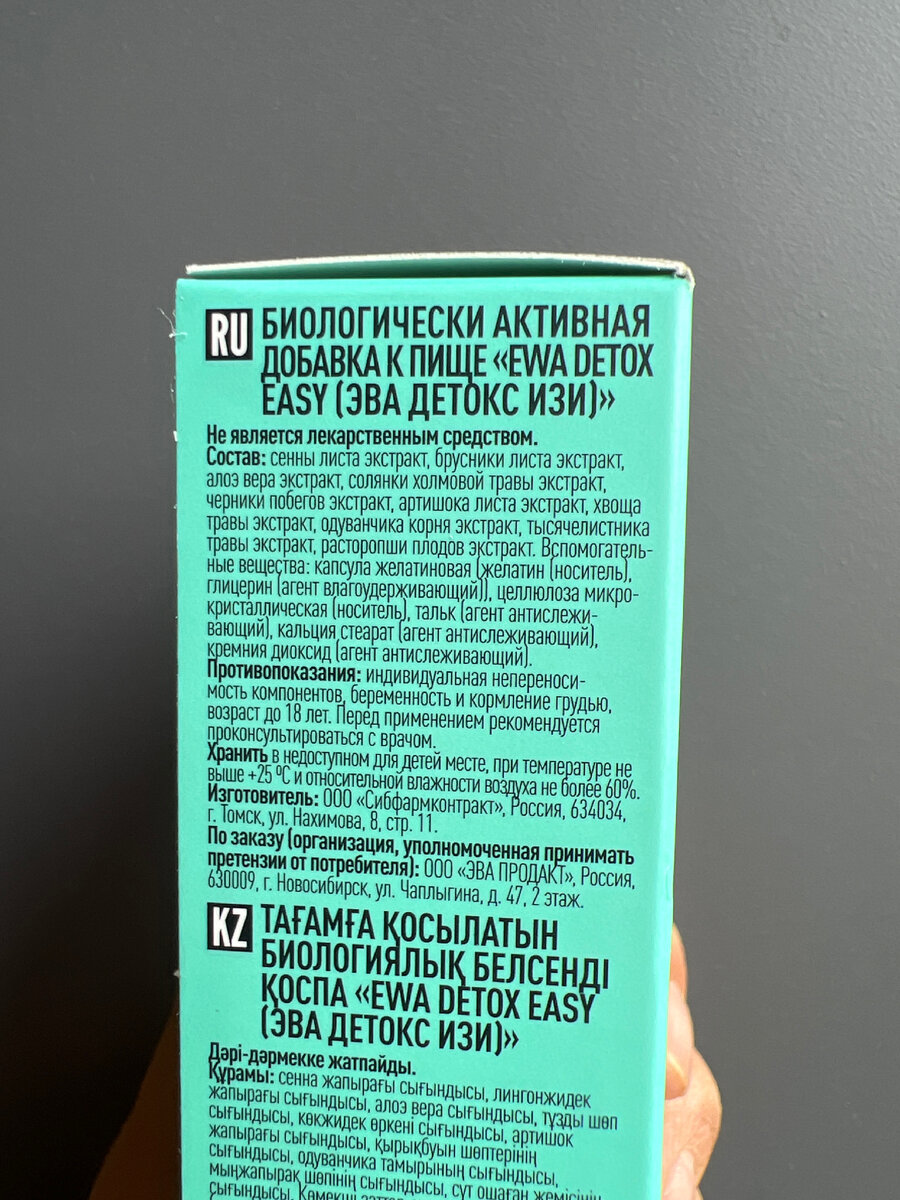 RU БИОЛОГИЧЕСКИ АКТИВНАЯ
ДОБАВКА К ПИЩЕ «EWA DETOX
EASY (ЭВА ДЕТОКС ИЗИ)»
Не является лекарственным средством.
Состав: сенны листа экстракт, брусники листа экстракт,
алоэ вера экстракт, солянки холмовой травы экстракт,
черники побегов экстракт, артишока листа экстракт, хвоща
травы экстракт, одуванчика корня экстракт, тысячелистника
травы экстракт, расторопши плодов экстракт. Вспомогатель-
ные вещества: капсула желатиновая (желатин (носитель),
глицерин (агент влагоудерживающий)), целлюлоза микро-
кристаллическая (носитель), тальк (агент антислежи-
вающий), кальция стеарат (агент антислеживающий),
кремния диоксид (агент антислеживающий).
Противопоказания: индивидуальная непереноси-
мость компонентов, беременность и кормление грудью,
возраст до 18 лет. Перед применением рекомендуется
проконсультироваться с врачом.
Хранить в недоступном для детей месте, при температуре не
выше +25 °С и относительной влажности воздуха не более 60%.
Изготовитель: ООО «Сибфармконтракт», Россия, 634034,
г. Томск, ул. Нахимова, 8, стр. 11.
По заказу (организация, уполномоченная принимать
претензии от потребителя): ООО «ЭВА ПРОДАКТ», Россия,
630009, г. Новосибирск, ул. Чаплыгина, д. 47, 2 этаж.
KZ ТАҒАМҒА ҚОСЫЛАТЫН
БИОЛОГИЯЛЫҚ БЕЛСЕНДІ
ҚОСПА «EWA DETOX EASY
(ЭВА ДЕТОКС ИЗИ)»
Дәрі-дәрмекке жатпайды.
Құрамы: сенна жапырағы сығындысы, лингонжидек
жапырағы сығындысы, алоэ вера сығындысы, тұзды шөп
сығындысы, көкжидек өркені сығындысы, артишок
жапырағы сығындысы, қырықбуын шөптерінің
сығындысы, одуванчика тамырының сығындысы,
мыңжапырақ шөпінің сығындысы, сүт ошаған жемісінің
сығындысы. Көмекші